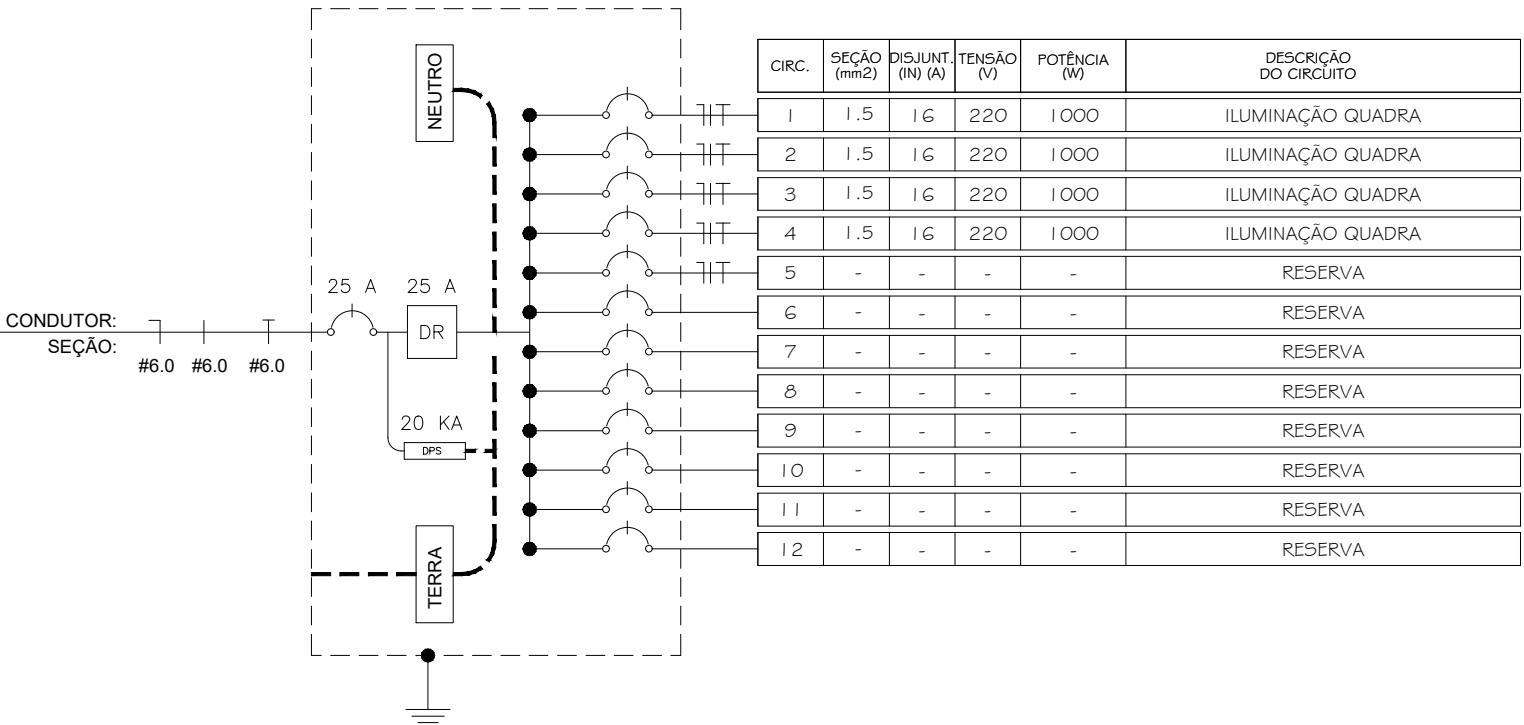 NEUTRO
CIRC. SEÇÃO (mm2) DISJUNT. (IN) (A) TENSÃO (V) POTÊNCIA (W) DESCRIÇÃO DO CIRCUITO
1 1.5 16 220 1000 ILUMINAÇÃO QUADRA
2 1.5 16 220 1000 ILUMINAÇÃO QUADRA
3 1.5 16 220 1000 ILUMINAÇÃO QUADRA
4 1.5 16 220 1000 ILUMINAÇÃO QUADRA
5 - - - - RESERVA
6 - - - - RESERVA
7 - - - - RESERVA
8 - - - - RESERVA
9 - - - - RESERVA
10 - - - - RESERVA
11 - - - - RESERVA
12 - - - - RESERVA
25 A 25 A
CONDUTOR:
DR
SEÇÃO:
#6.0 #6.0 #6.0
20 KA
DPS
TERRA